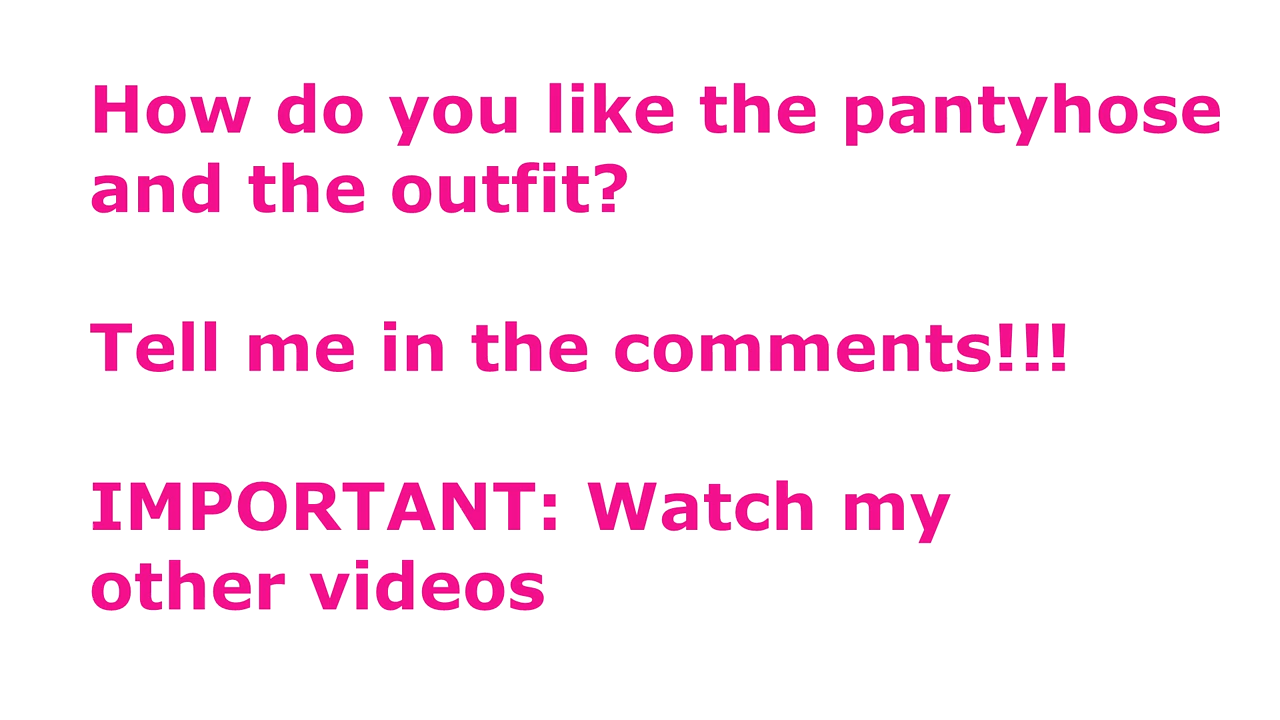 How do you like the pantyhose
and the outfit?
Tell me in the comments!!!
IMPORTANT: Watch my
other videos